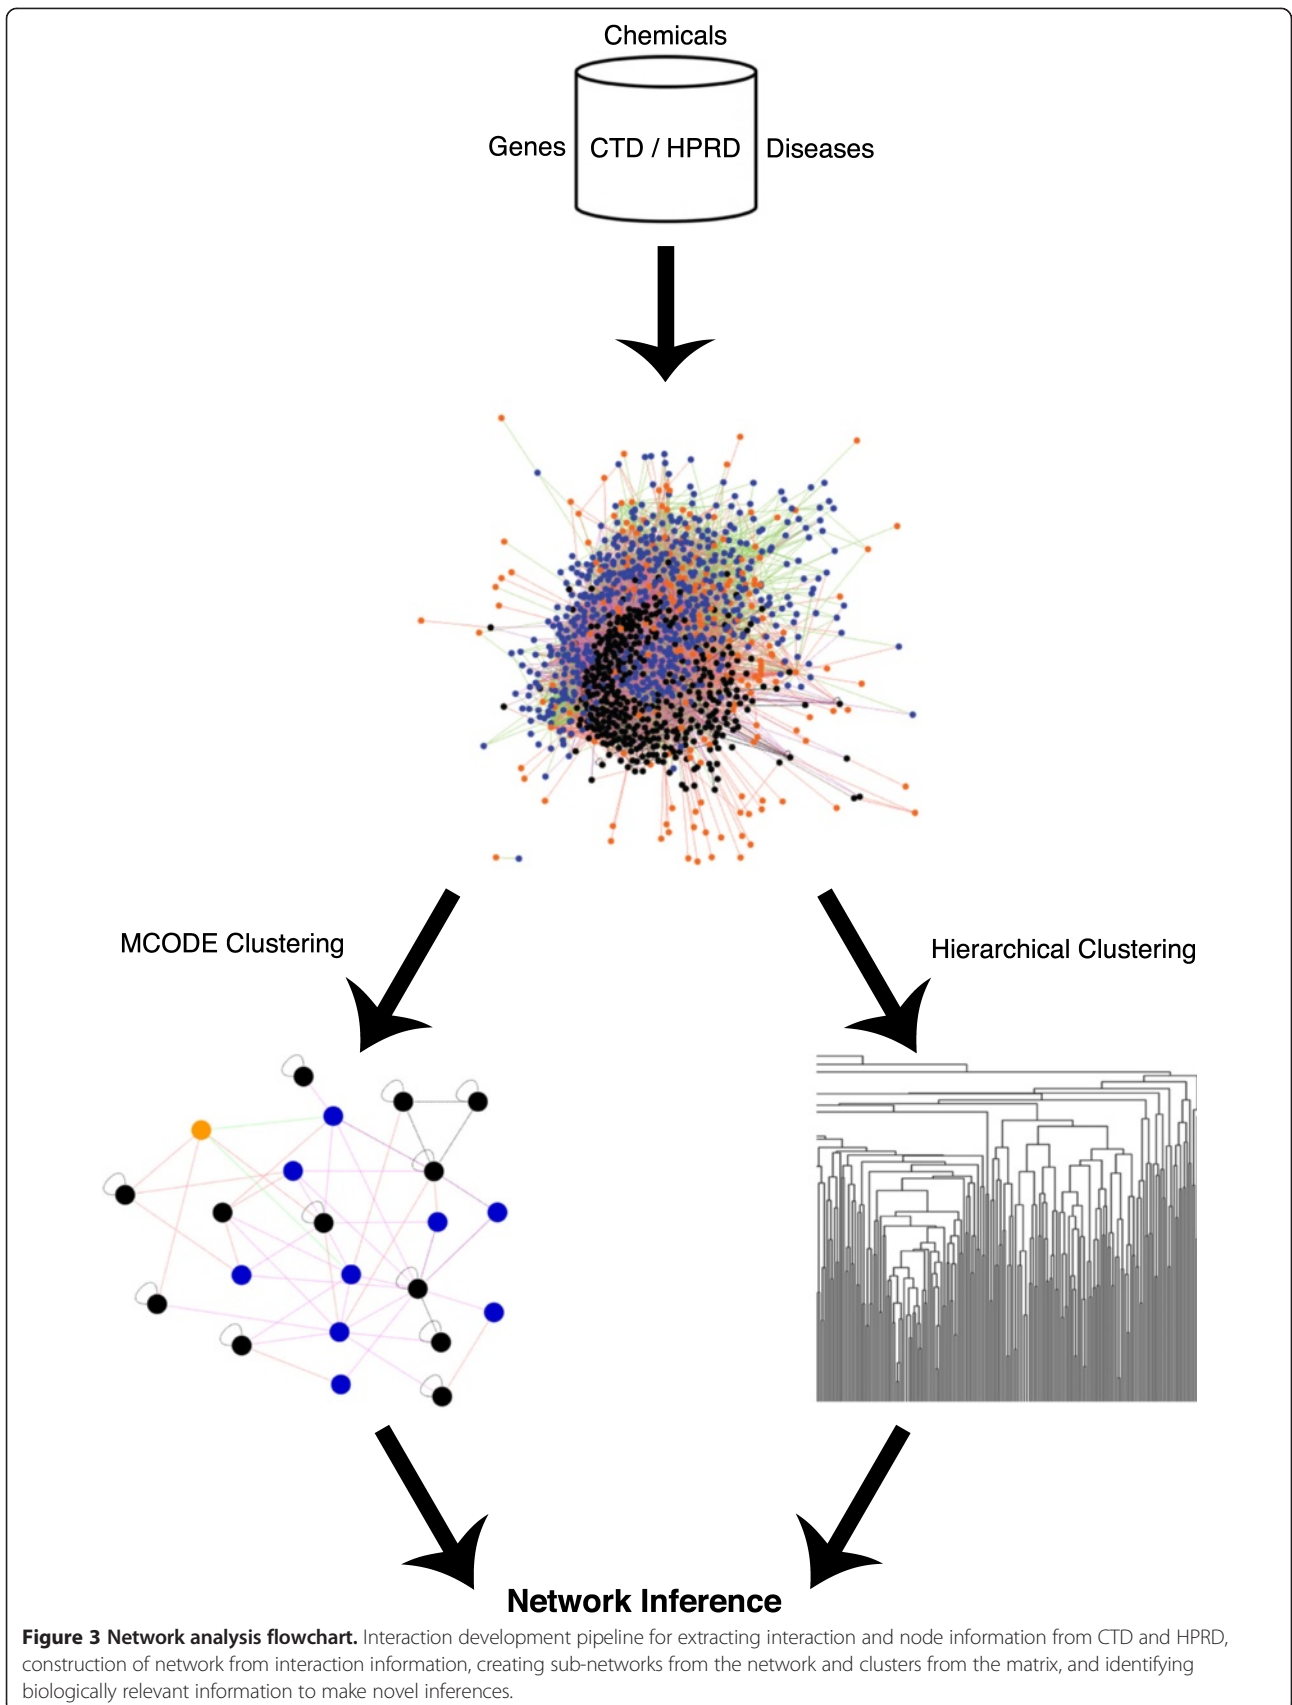 Chemicals
Genes CTD / HPRD Diseases
MCODE Clustering
Hierarchical Clustering
Network Inference
Figure 3 Network analysis flowchart. Interaction development pipeline for extracting interaction and node information from CTD and HPRD,
construction of network from interaction information, creating sub-networks from the network and clusters from the matrix, and identifying
biologically relevant information to make novel inferences.